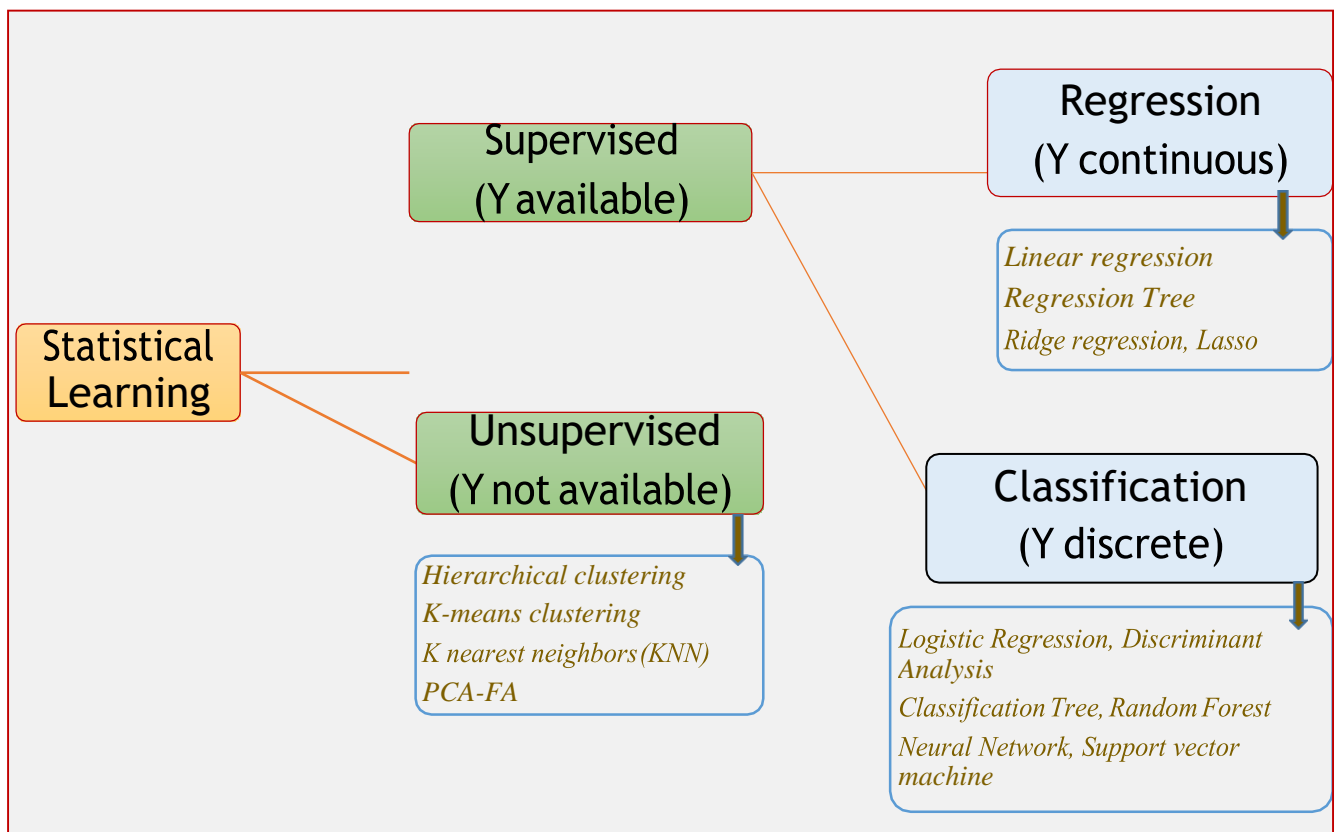 Statistical
Learning
Supervised
(Y available)
Unsupervised
(Y not available)
Hierarchical clustering
K-means clustering
K nearest neighbors(KNN)
PCA-FA
Regression
(Y continuous)
Linear regression
Regression Tree
Ridge regression, Lasso
Classification
(Y discrete)
Logistic Regression, Discriminant
Analysis
Classification Tree, Random Forest
Neural Network, Support vector
machine